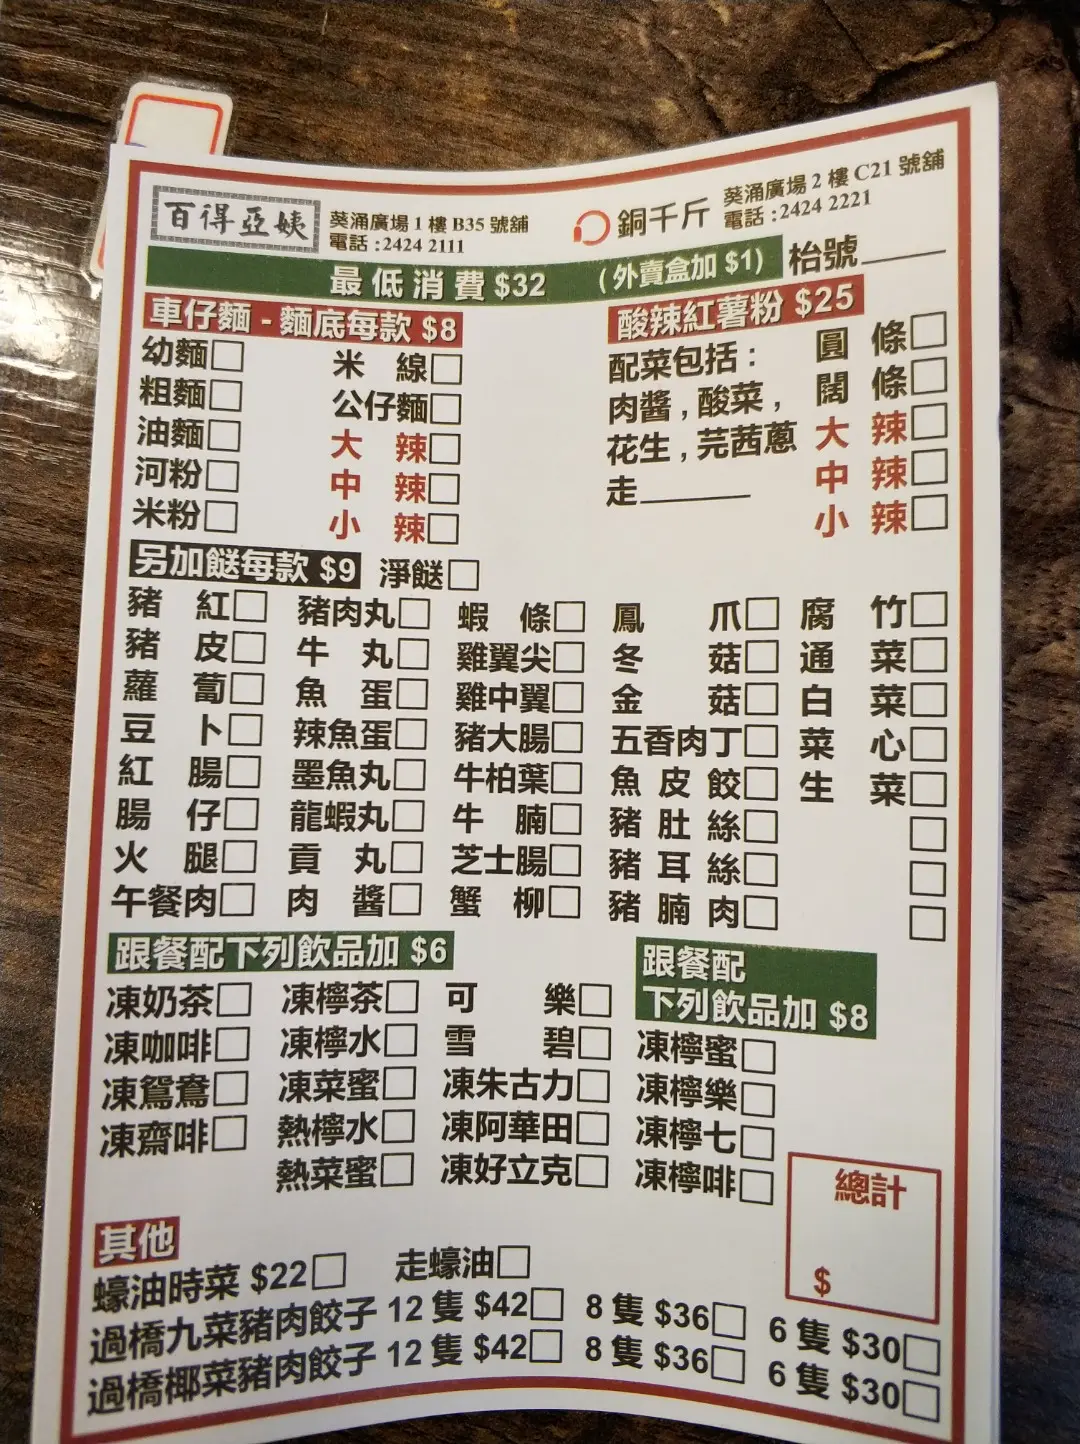 百得亞姨
葵涌廣場 1 樓 B35 號舖
電話 : 2424 2111
銅千斤
葵涌廣場 2 樓 C21 號舖
電話 : 2424 2221
最低消費 $32 (外賣盒加 $1)
枱號
車仔麵 - 麵底每款 $8
幼麵 米線
粗麵 公仔麵
油麵 大辣
河粉 中辣
米粉 小辣
酸辣紅薯粉 $25
配菜包括 : 圓條
肉醬 , 酸菜 , 闊條
花生 , 芫茜蔥 大辣
走 中辣
小辣
另加餸每款 $9 淨餸
豬紅 豬肉丸 蝦條 鳳爪 腐竹
豬皮 牛丸 雞翼尖 冬菇 通菜
蘿蔔 魚蛋 雞中翼 金菇 白菜
豆卜 辣魚蛋 豬大腸 五香肉丁 菜心
紅腸 墨魚丸 牛柏葉 魚皮餃 生菜
腸仔 龍蝦丸 牛腩 豬肚絲
火腿 貢丸 芝士腸 豬耳絲
午餐肉 肉醬 蟹柳 豬腩肉
跟餐配下列飲品加 $6
凍奶茶 凍檸茶 可樂
凍咖啡 凍檸水 雪碧
凍鴛鴦 凍菜蜜 凍朱古力
凍齋啡 熱檸水 凍阿華田
熱菜蜜 凍好立克
跟餐配
下列飲品加 $8
凍檸蜜
凍檸樂
凍檸七
凍檸啡
總計
$
其他
蠔油時菜 $22 走蠔油
過橋九菜豬肉餃子 12 隻 $42 8 隻 $36 6 隻 $30
過橋椰菜豬肉餃子 12 隻 $42 8 隻 $36 6 隻 $30